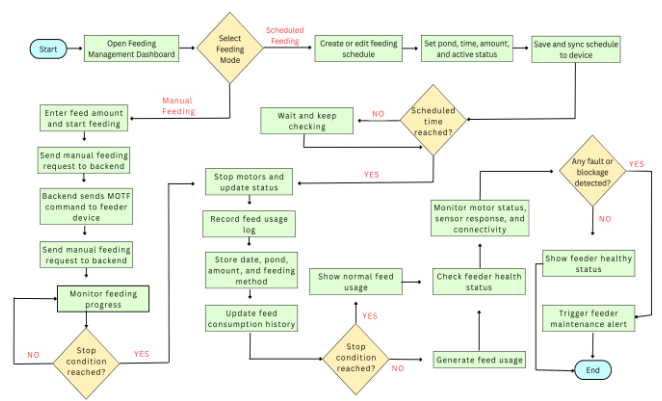 Start
Open Feeding
Management Dashboard
Select
Feeding
Mode
Scheduled
Feeding
Create or edit feeding
schedule
Set pond, time, amount,
and active status
Save and sync schedule
to device
Manual
Feeding
Enter feed amount
and start feeding
Send manual feeding
request to backend
Backend sends MOTF
command to feeder
device
Send manual feeding
request to backend
Monitor feeding
progress
Stop
condition
reached?
NO
YES
Wait and keep
checking
NO
Scheduled
time
reached?
YES
Stop motors and
update status
Record feed usage
log
Store date, pond,
amount, and feeding
method
Update feed
consumption history
Stop
condition
reached?
YES
NO
Show normal feed
usage
Generate feed usage
Check feeder health
status
Monitor motor status,
sensor response, and
connectivity
Any fault or
blockage
detected?
YES
NO
Show feeder healthy
status
Trigger feeder
maintenance alert
End